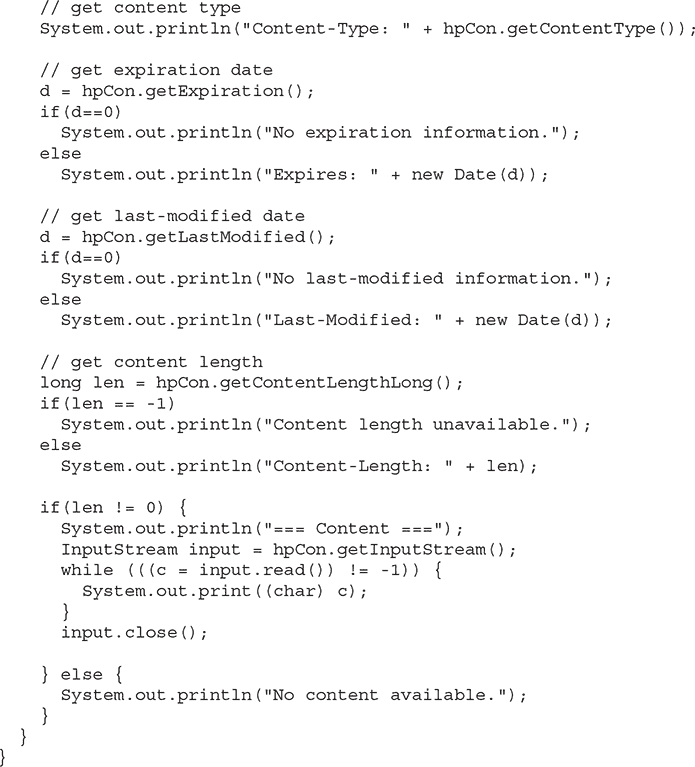 // get content type
    System.out.println("Content-Type: " + hpCon.getContentType());

    // get expiration date
    d = hpCon.getExpiration();
    if(d==0)
      System.out.println("No expiration information.");
    else
      System.out.println("Expires: " + new Date(d));

    // get last-modified date
    d = hpCon.getLastModified();
    if(d==0)
      System.out.println("No last-modified information.");
    else
      System.out.println("Last-Modified: " + new Date(d));

    // get content length
    long len = hpCon.getContentLengthLong();
    if(len == -1)
      System.out.println("Content length unavailable.");
    else
      System.out.println("Content-Length: " + len);

    if(len != 0) {
      System.out.println("=== Content ===");
      InputStream input = hpCon.getInputStream();
      while (((c = input.read()) != -1)) {
        System.out.print((char) c);
      }
      input.close();

    } else {
      System.out.println("No content available.");
    }
  }
}